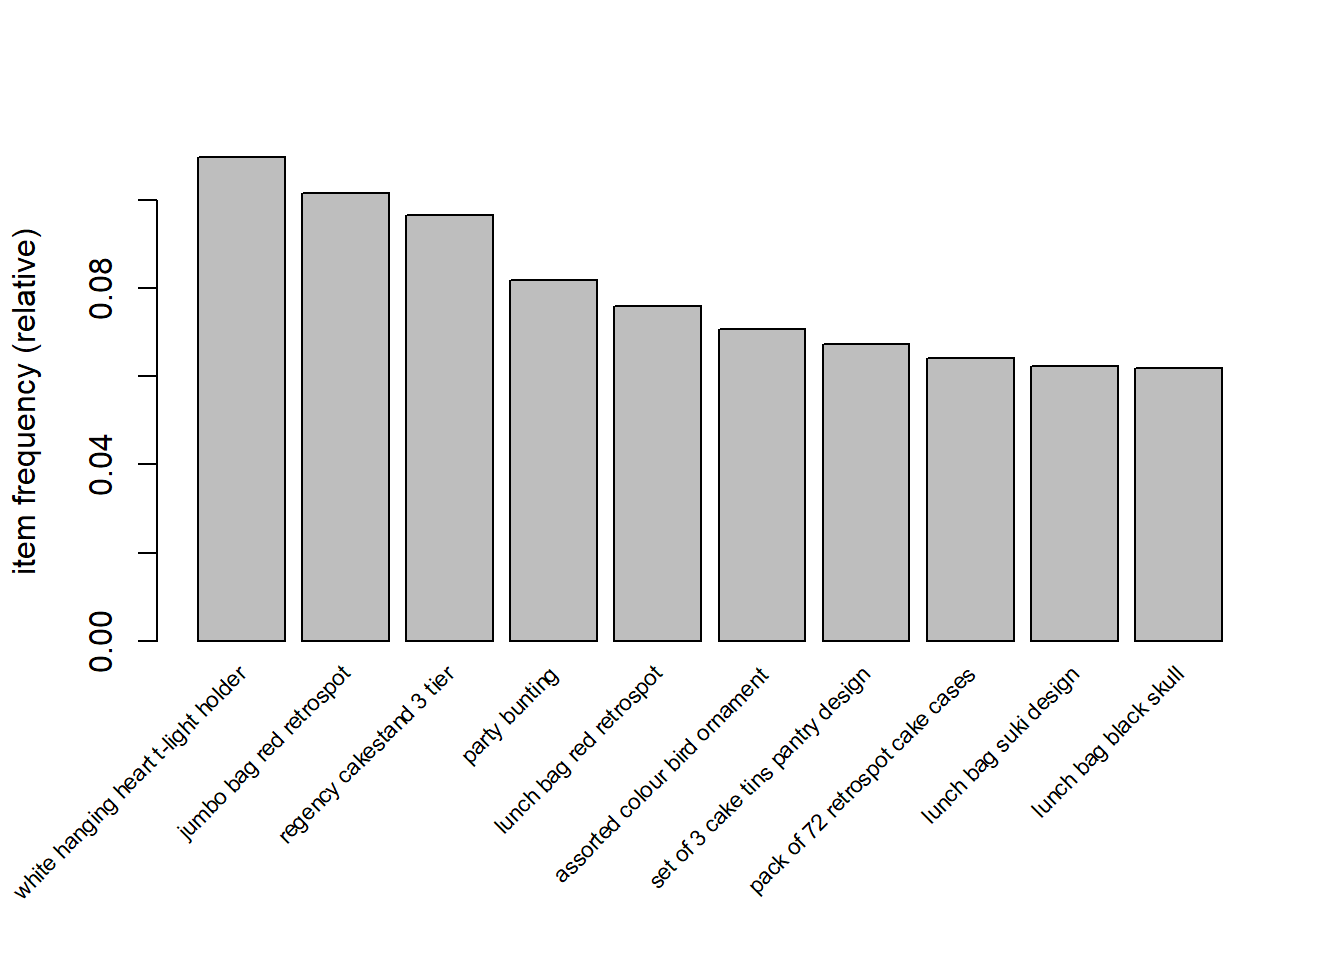 item frequency (relative)
0.08
0.04
0.00
white hanging heart t-light holder
jumbo bag red retrospot
regency cakestand 3 tier
party bunting
lunch bag red retrospot
assorted colour bird ornament
set of 3 cake tins pantry design
pack of 72 retrospot cake cases
lunch bag suki design
lunch bag black skull